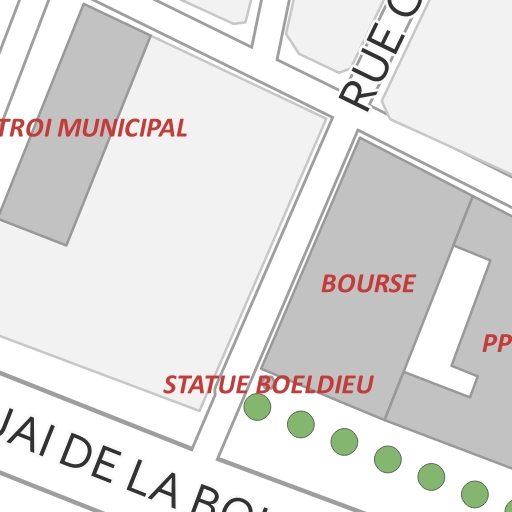 RUE
TROI MUNICIPAL
BOURSE
PP
STATUE BOELDIEU
UAI DE LA BO